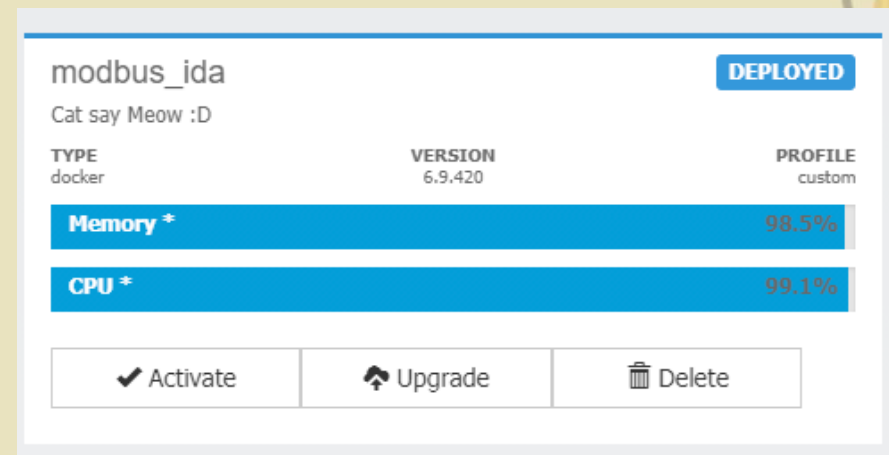 modbus_ida DEPLOYED
Cat say Meow :D
TYPE VERSION PROFILE
docker 6.9.420 custom
Memory * 98.5%
CPU * 99.1%
Activate Upgrade Delete